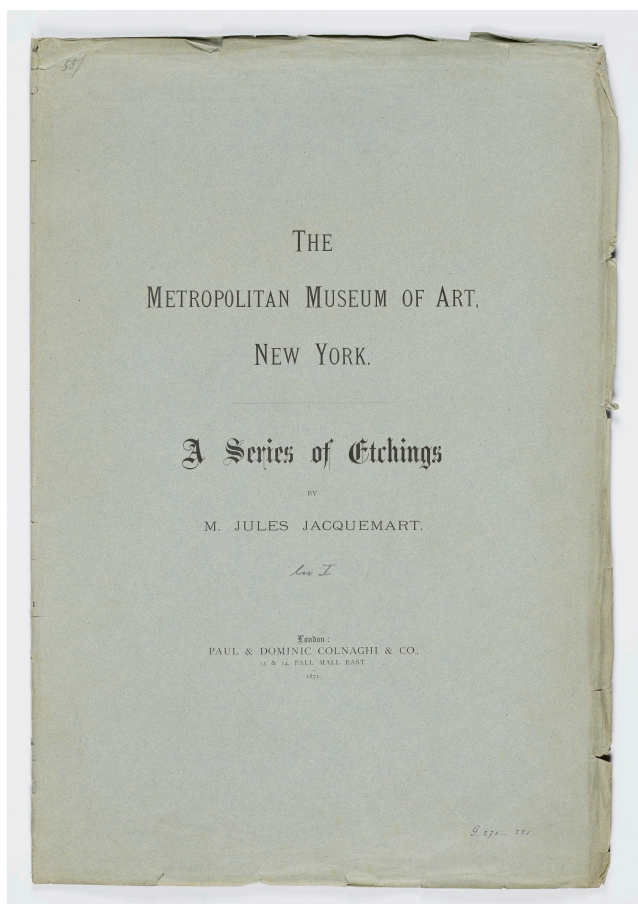 551
THE
METROPOLITAN MUSEUM OF ART,
NEW YORK.
A Series of Etchings
BY
M. JULES JACQUEMART.
London:
PAUL & DOMINIC COLNAGHI & CO.,
13 & 14, PALL MALL EAST
1871.